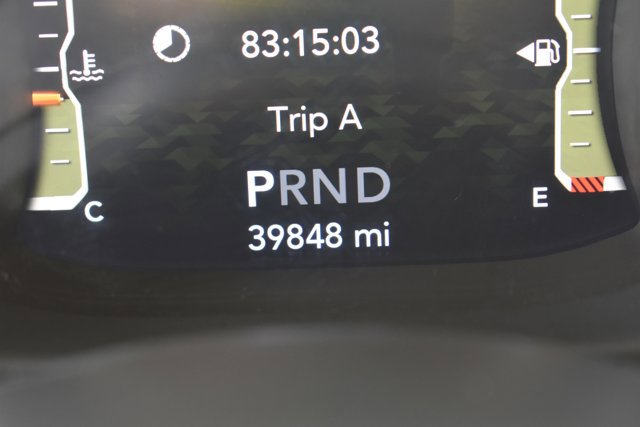 83:15:03
Trip A
PRND
C
E
39848 mi